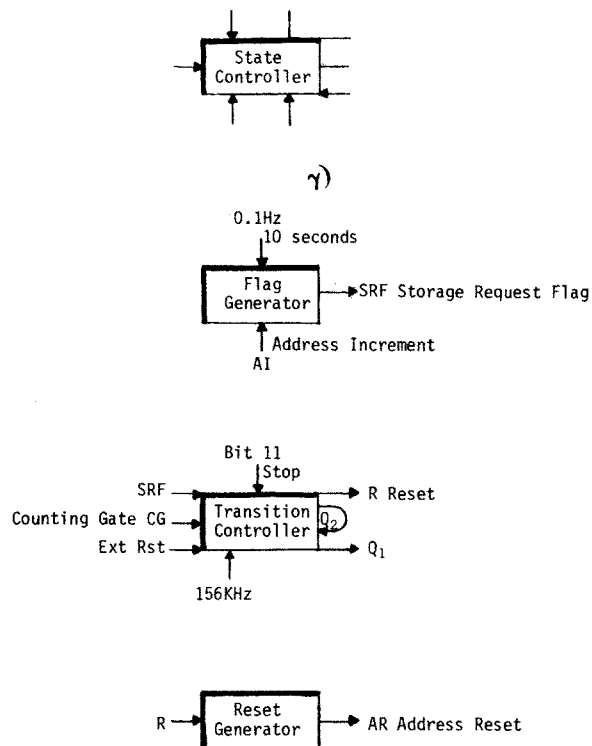 State
Controller
γ)
0.1Hz
10 seconds
Flag
Generator
SRF Storage Request Flag
Address Increment
AI
Bit 11
Stop
SRF
R Reset
Counting Gate CG
Transition
Controller
Q₂
Ext Rst
Q₁
156KHz
R
Reset
Generator
AR Address Reset